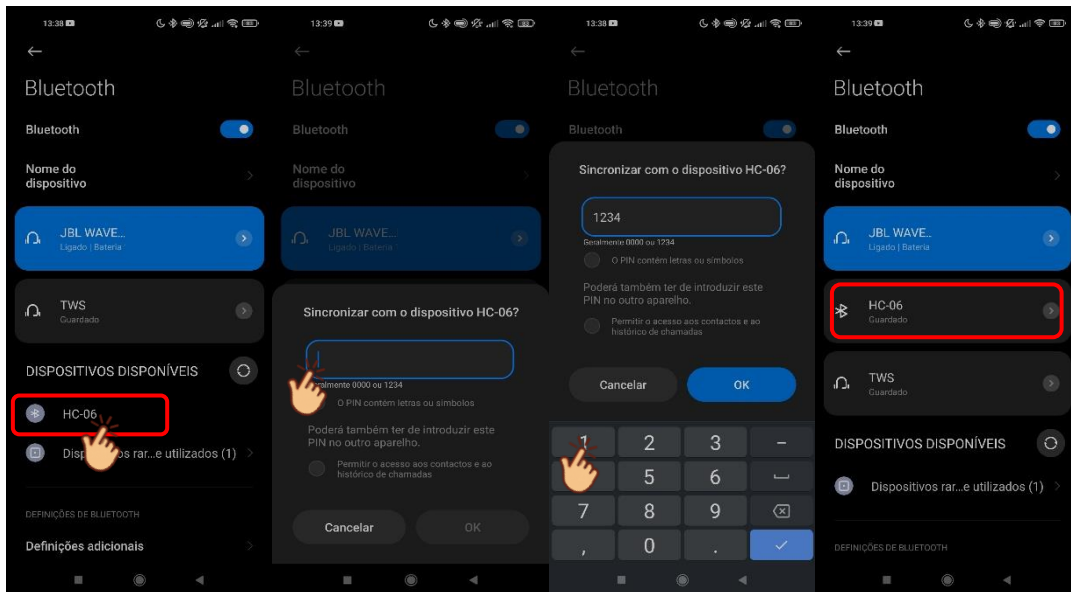 13:38
Bluetooth
Bluetooth
Nome do
dispositivo
JBL WAVE...
Ligado | Bateria
TWS
Guardado
DISPOSITIVOS DISPONÍVEIS
HC-06
Dispositivos rar...e utilizados (1)
DEFINIÇÕES DE BLUETOOTH
Definições adicionais
13:39
Bluetooth
Bluetooth
Nome do
dispositivo
JBL WAVE...
Ligado | Bateria
Sincronizar com o dispositivo HC-06?
Geralmente 0000 ou 1234
O PIN contém letras ou símbolos
Poderá também ter de introduzir este
PIN no outro aparelho.
Permitir o acesso aos contactos e ao
histórico de chamadas
Cancelar
OK
13:38
Bluetooth
Bluetooth
Sincronizar com o dispositivo HC-06?
1234
Geralmente 0000 ou 1234
O PIN contém letras ou símbolos
Poderá também ter de introduzir este
PIN no outro aparelho.
Permitir o acesso aos contactos e ao
histórico de chamadas
Cancelar
OK
1 2 3 −
5 6
7 8 9
, 0 .
13:39
Bluetooth
Bluetooth
Nome do
dispositivo
JBL WAVE...
Ligado | Bateria
HC-06
Guardado
TWS
Guardado
DISPOSITIVOS DISPONÍVEIS
Dispositivos rar...e utilizados (1)
DEFINIÇÕES DE BLUETOOTH